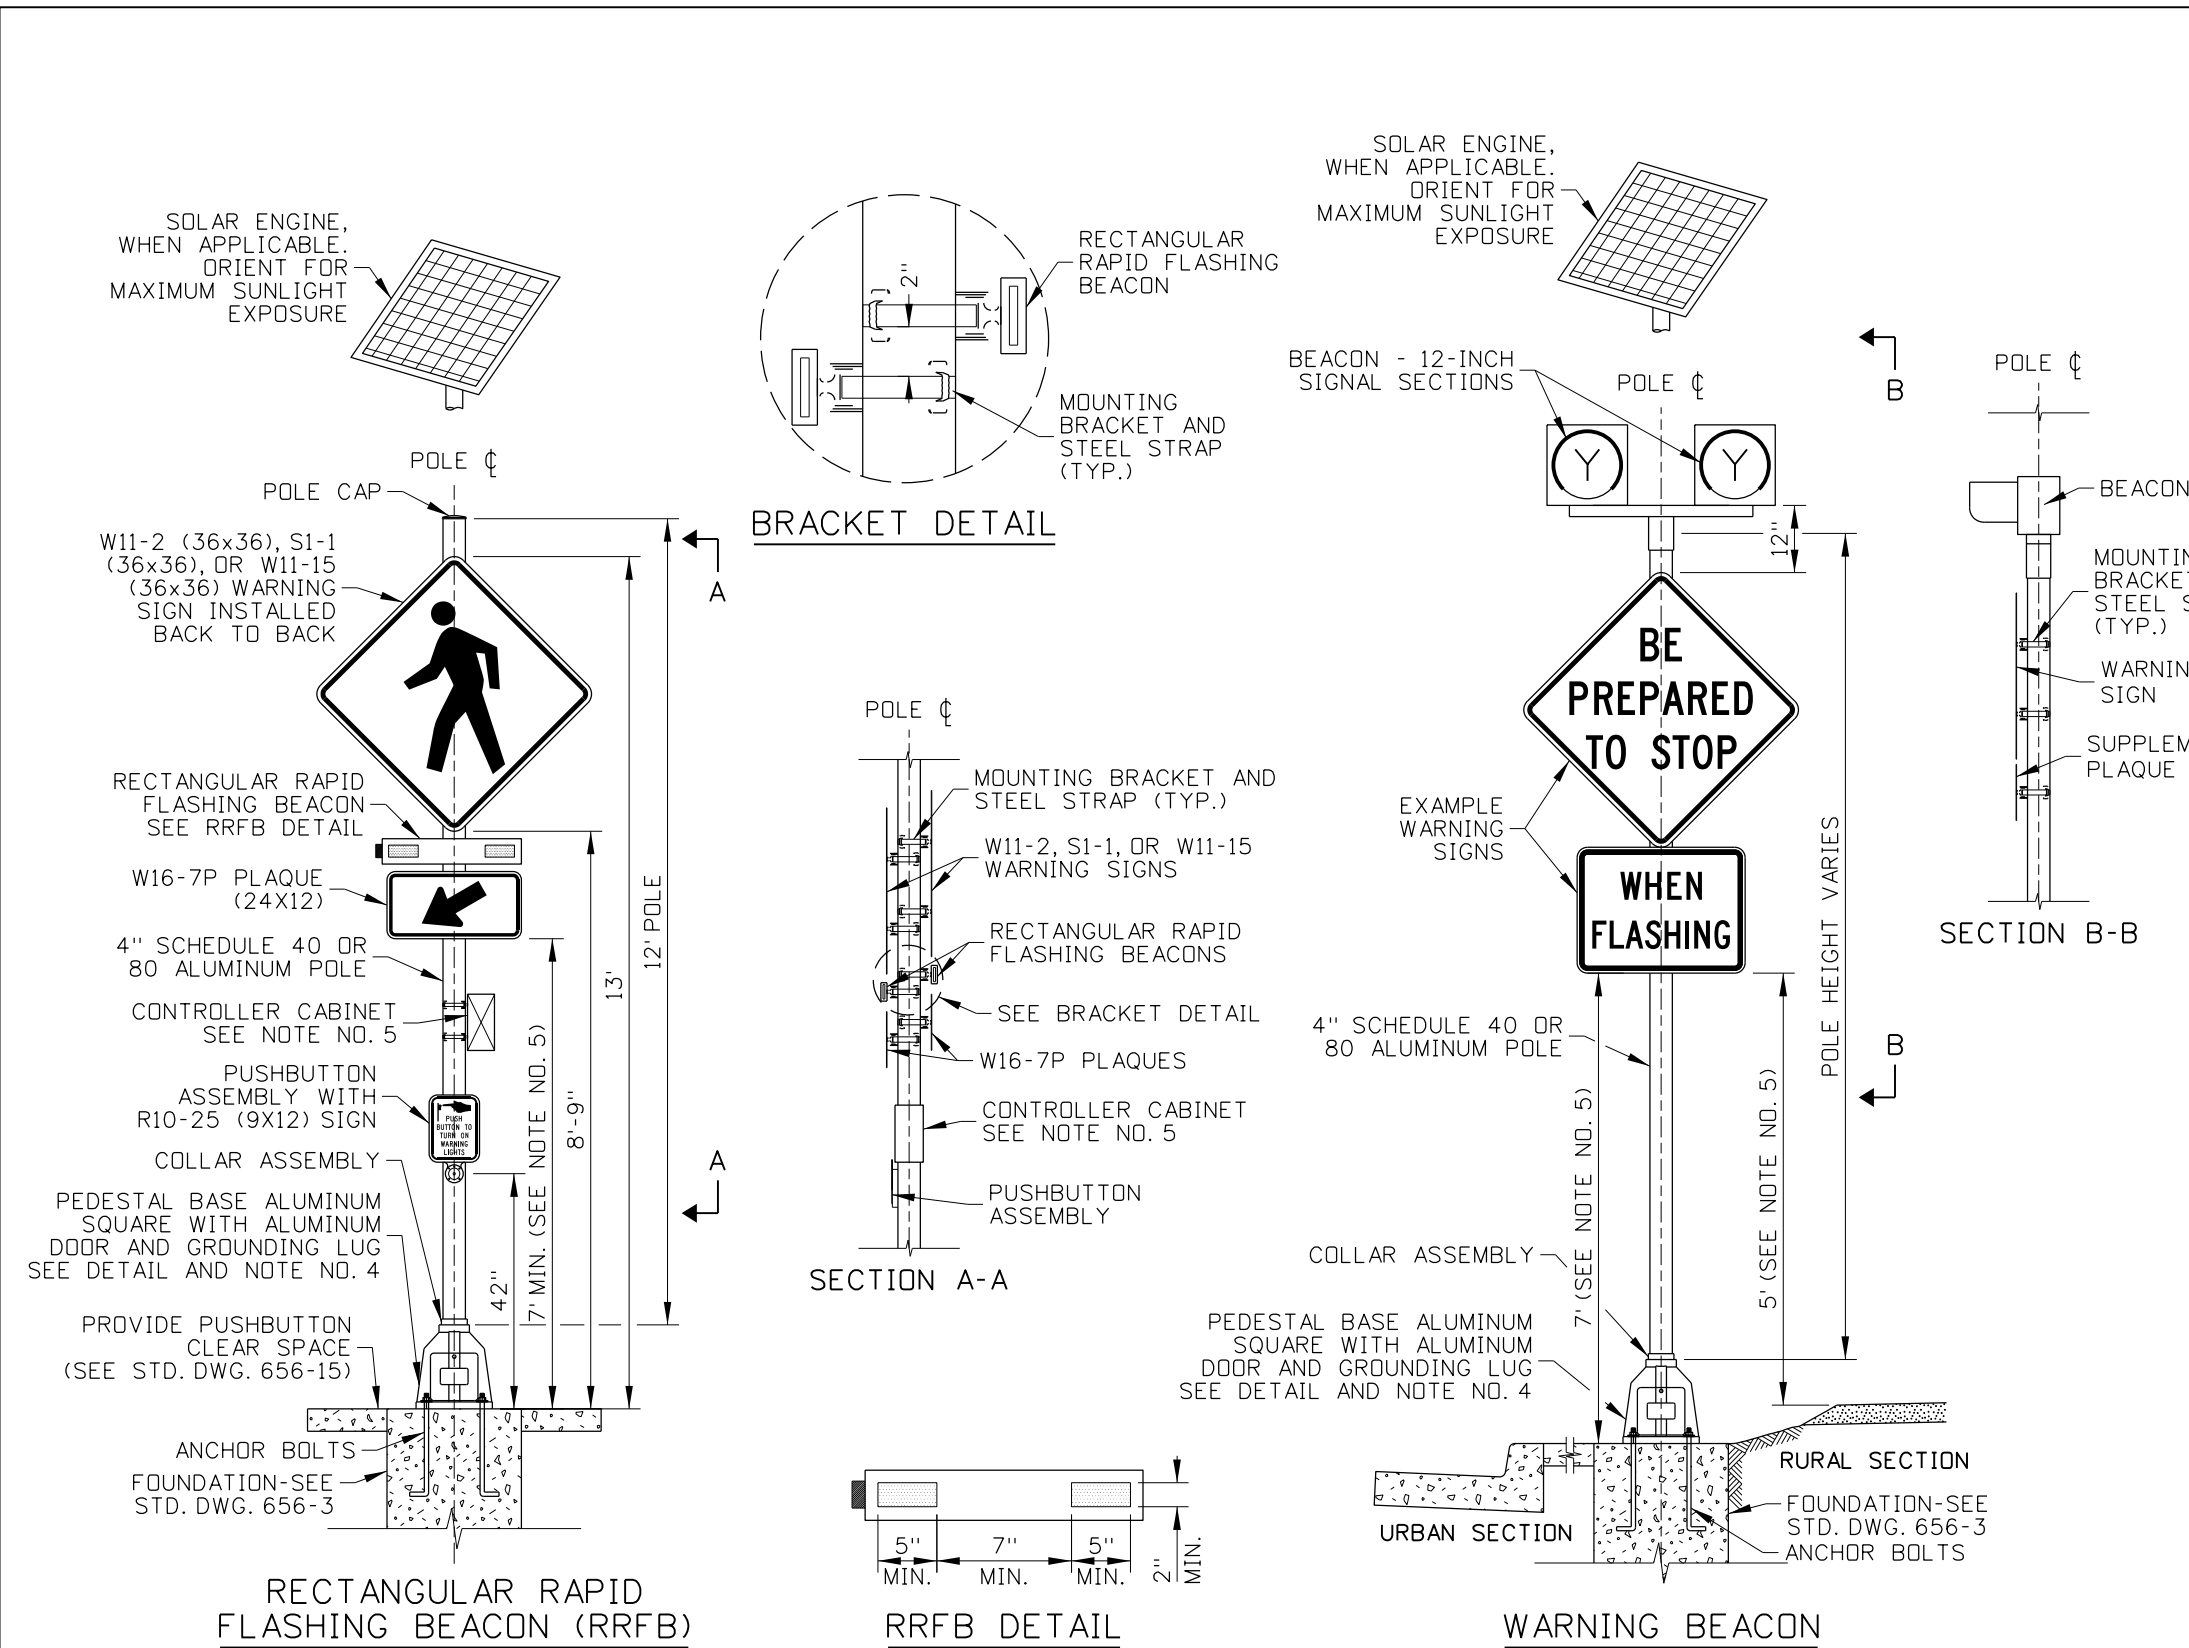 SOLAR ENGINE,
WHEN APPLICABLE.
ORIENT FOR
MAXIMUM SUNLIGHT
EXPOSURE
POLE ℄
POLE CAP
W11-2 (36x36), S1-1
(36x36), OR W11-15
(36x36) WARNING
SIGN INSTALLED
BACK TO BACK
RECTANGULAR RAPID
FLASHING BEACON
SEE RRFB DETAIL
W16-7P PLAQUE
(24X12)
4" SCHEDULE 40 OR
80 ALUMINUM POLE
CONTROLLER CABINET
SEE NOTE NO. 5
PUSHBUTTON
ASSEMBLY WITH
R10-25 (9X12) SIGN
PUSH
BUTTON TO
TURN ON
WARNING
LIGHTS
COLLAR ASSEMBLY
PEDESTAL BASE ALUMINUM
SQUARE WITH ALUMINUM
DOOR AND GROUNDING LUG
SEE DETAIL AND NOTE NO. 4
PROVIDE PUSHBUTTON
CLEAR SPACE
(SEE STD. DWG. 656-15)
ANCHOR BOLTS
FOUNDATION-SEE
STD. DWG. 656-3
42"
7' MIN. (SEE NOTE NO. 5)
8'-9"
13'
12' POLE
A
A
RECTANGULAR RAPID
FLASHING BEACON (RRFB)
2"
RECTANGULAR
RAPID FLASHING
BEACON
MOUNTING
BRACKET AND
STEEL STRAP
(TYP.)
BRACKET DETAIL
POLE ℄
MOUNTING BRACKET AND
STEEL STRAP (TYP.)
W11-2, S1-1, OR W11-15
WARNING SIGNS
RECTANGULAR RAPID
FLASHING BEACONS
SEE BRACKET DETAIL
W16-7P PLAQUES
CONTROLLER CABINET
SEE NOTE NO. 5
PUSHBUTTON
ASSEMBLY
SECTION A-A
5"
MIN.
7"
MIN.
5"
MIN.
2"
MIN.
RRFB DETAIL
SOLAR ENGINE,
WHEN APPLICABLE.
ORIENT FOR
MAXIMUM SUNLIGHT
EXPOSURE
BEACON - 12-INCH
SIGNAL SECTIONS
POLE ℄
Y
Y
12"
BE
PREPARED
TO STOP
EXAMPLE
WARNING
SIGNS
WHEN
FLASHING
4" SCHEDULE 40 OR
80 ALUMINUM POLE
COLLAR ASSEMBLY
PEDESTAL BASE ALUMINUM
SQUARE WITH ALUMINUM
DOOR AND GROUNDING LUG
SEE DETAIL AND NOTE NO. 4
7' (SEE NOTE NO. 5)
5' (SEE NOTE NO. 5)
POLE HEIGHT VARIES
B
B
RURAL SECTION
URBAN SECTION
FOUNDATION-SEE
STD. DWG. 656-3
ANCHOR BOLTS
WARNING BEACON
POLE ℄
BEACON
MOUNTIN
BRACKET
STEEL S
(TYP.)
WARNIN
SIGN
SUPPLEM
PLAQUE
SECTION B-B